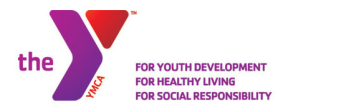 the
YMCA
FOR YOUTH DEVELOPMENT
FOR HEALTHY LIVING
FOR SOCIAL RESPONSIBILITY